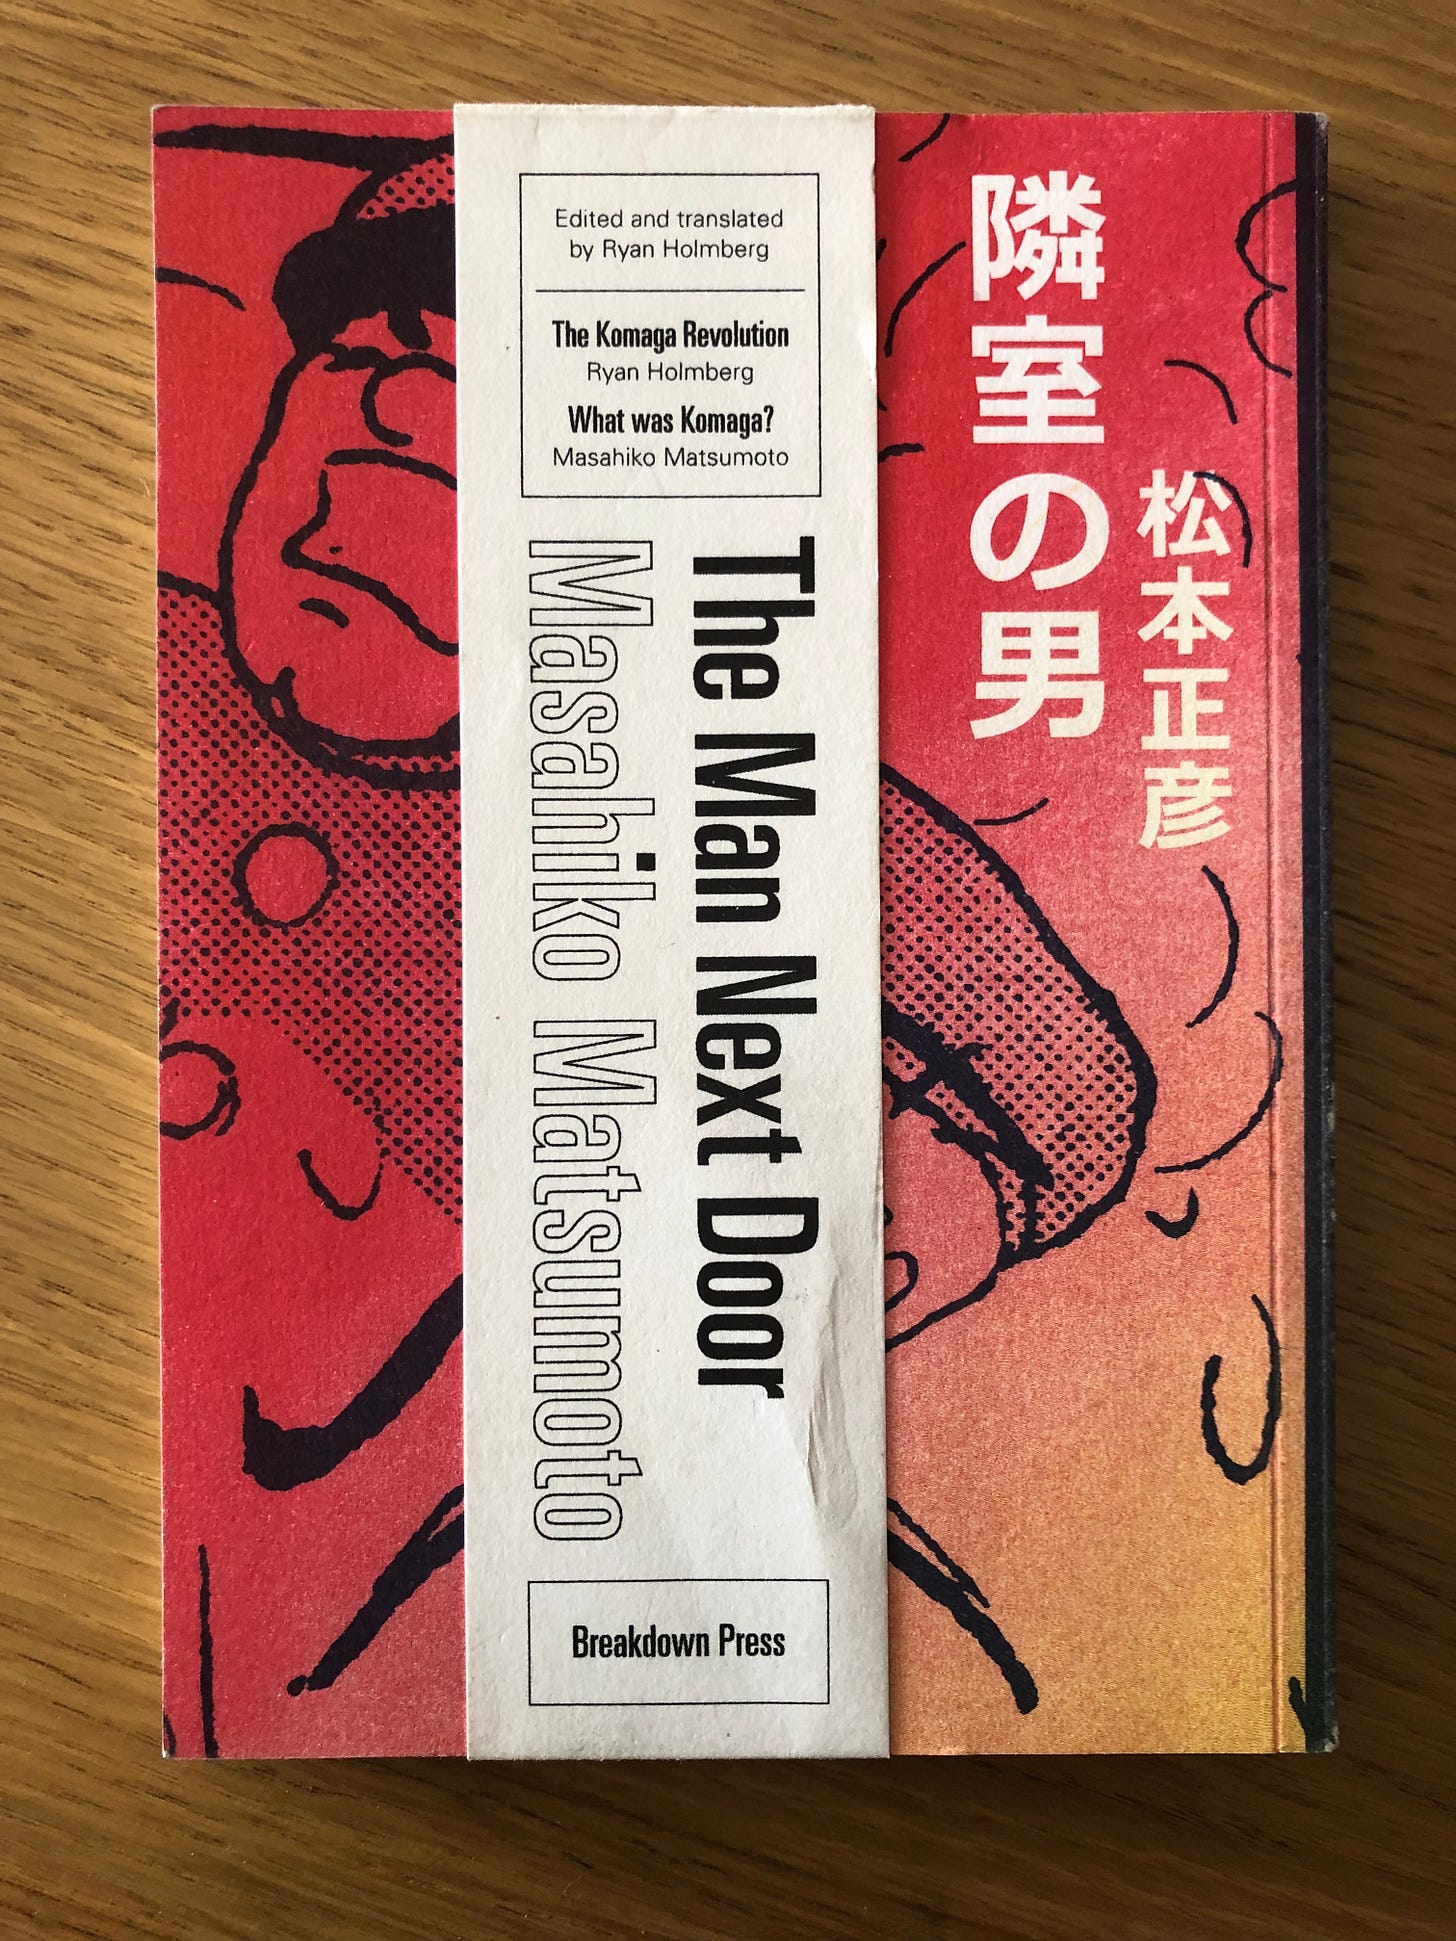 Edited and translated
by Ryan Holmberg
The Komaga Revolution
Ryan Holmberg
What was Komaga?
Masahiko Matsumoto
The Man Next Door
Masahiko Matsumoto
Breakdown Press
隣室の男
松本正彦